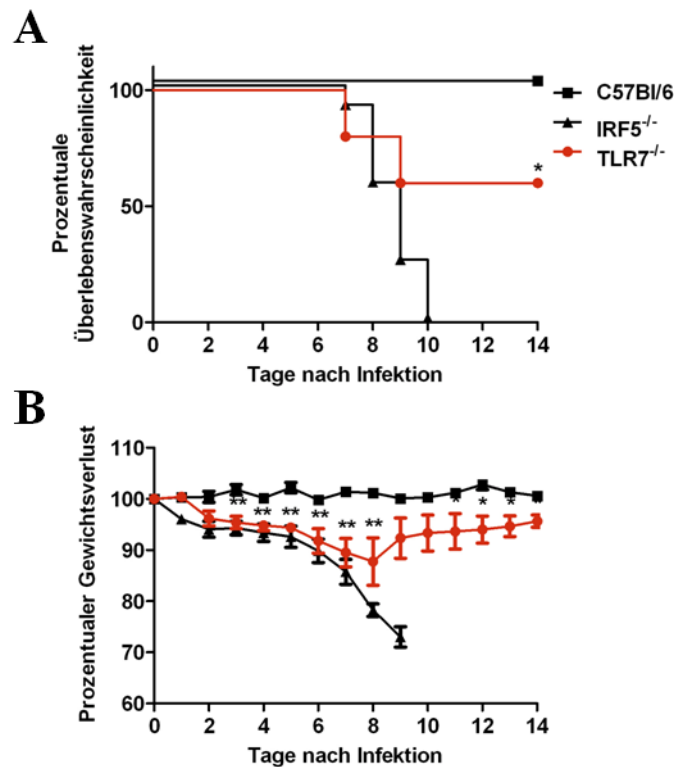 A
Prozentuale
Überlebenswahrscheinlichkeit
100
50
0
0 2 4 6 8 10 12 14
Tage nach Infektion
*
C57Bl/6
IRF5-/-
TLR7-/-
B
Prozentualer Gewichtsverlust
110
100
90
80
70
60
** ** ** ** ** ** * * * *
0 2 4 6 8 10 12 14
Tage nach Infektion